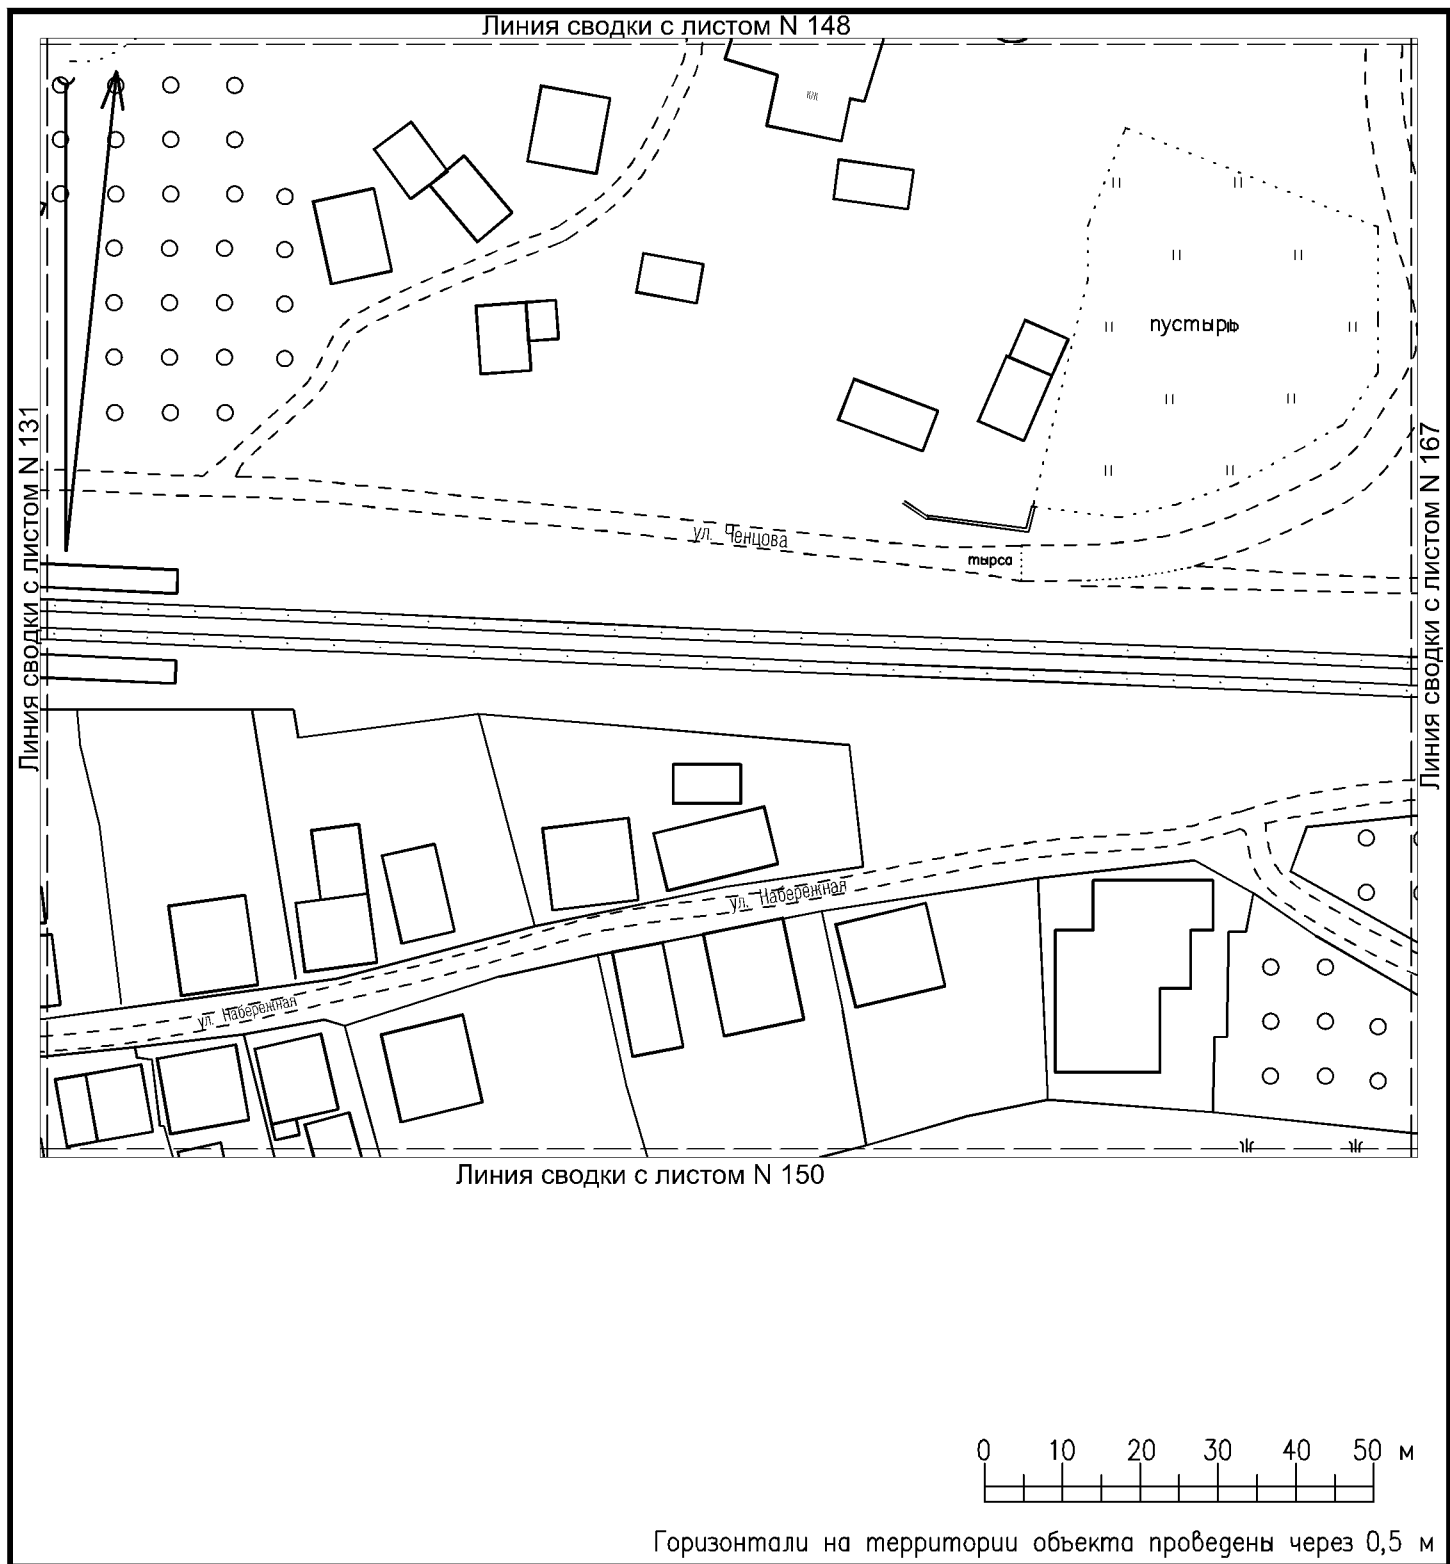 Линия сводки с листом N 148
КЖ
пустырь
Линия сводки с листом N 131
Линия сводки с листом N 167
ул. Ченцова
тырса
ул. Набережная
ул. Набережная
Линия сводки с листом N 150
0 10 20 30 40 50 м
Горизонтали на территории объекта проведены через 0,5 м